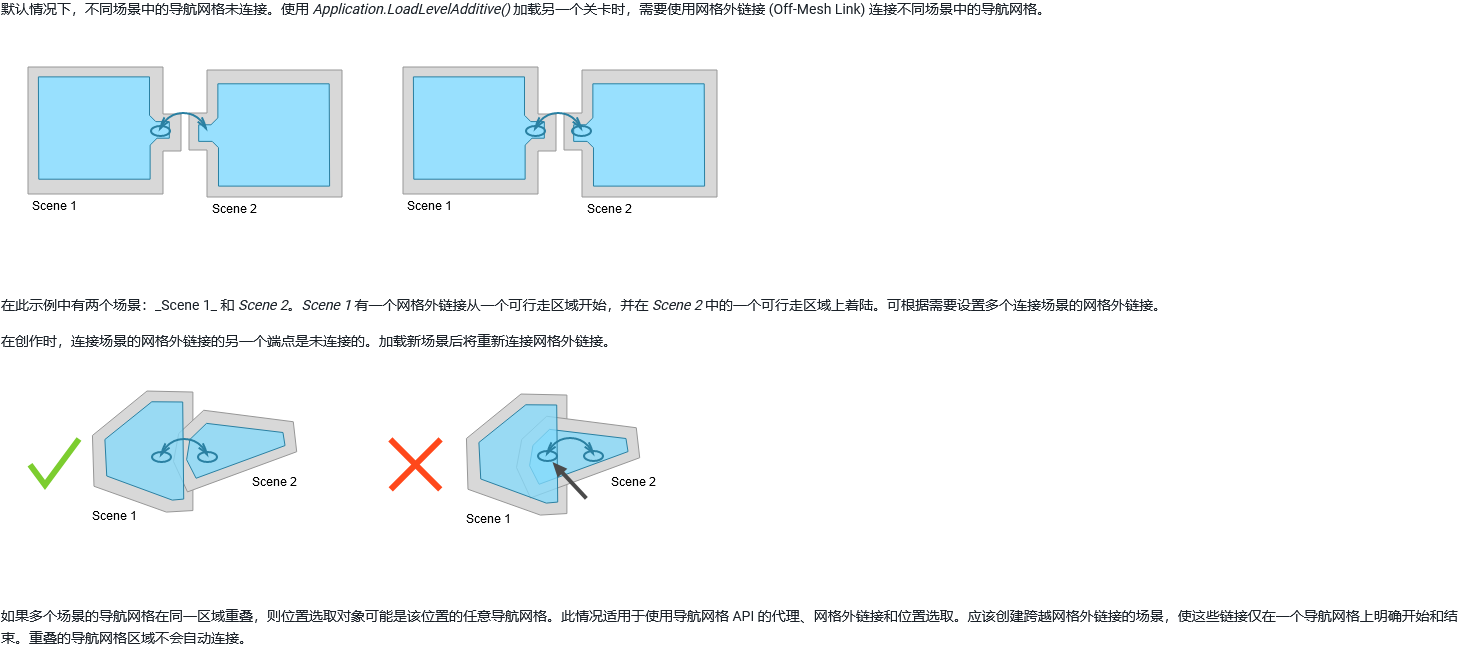 默认情况下，不同场景中的导航网格未连接。使用 Application.LoadLevelAdditive() 加载另一个关卡时，需要使用网格外链接 (Off-Mesh Link) 连接不同场景中的导航网格。
Scene 1
Scene 2
Scene 1
Scene 2
在此示例中有两个场景：_Scene 1_ 和 Scene 2。Scene 1 有一个网格外链接从一个可行走区域开始，并在 Scene 2 中的一个可行走区域上着陆。可根据需要设置多个连接场景的网格外链接。
在创作时，连接场景的网格外链接的另一个端点是未连接的。加载新场景后将重新连接网格外链接。
Scene 2
Scene 1
Scene 2
Scene 1
如果多个场景的导航网格在同一区域重叠，则位置选取对象可能是该位置的任意导航网格。此情况适用于使用导航网格 API 的代理、网格外链接和位置选取。应该创建跨越网格外链接的场景，使这些链接仅在一个导航网格上明确开始和结
束。重叠的导航网格区域不会自动连接。